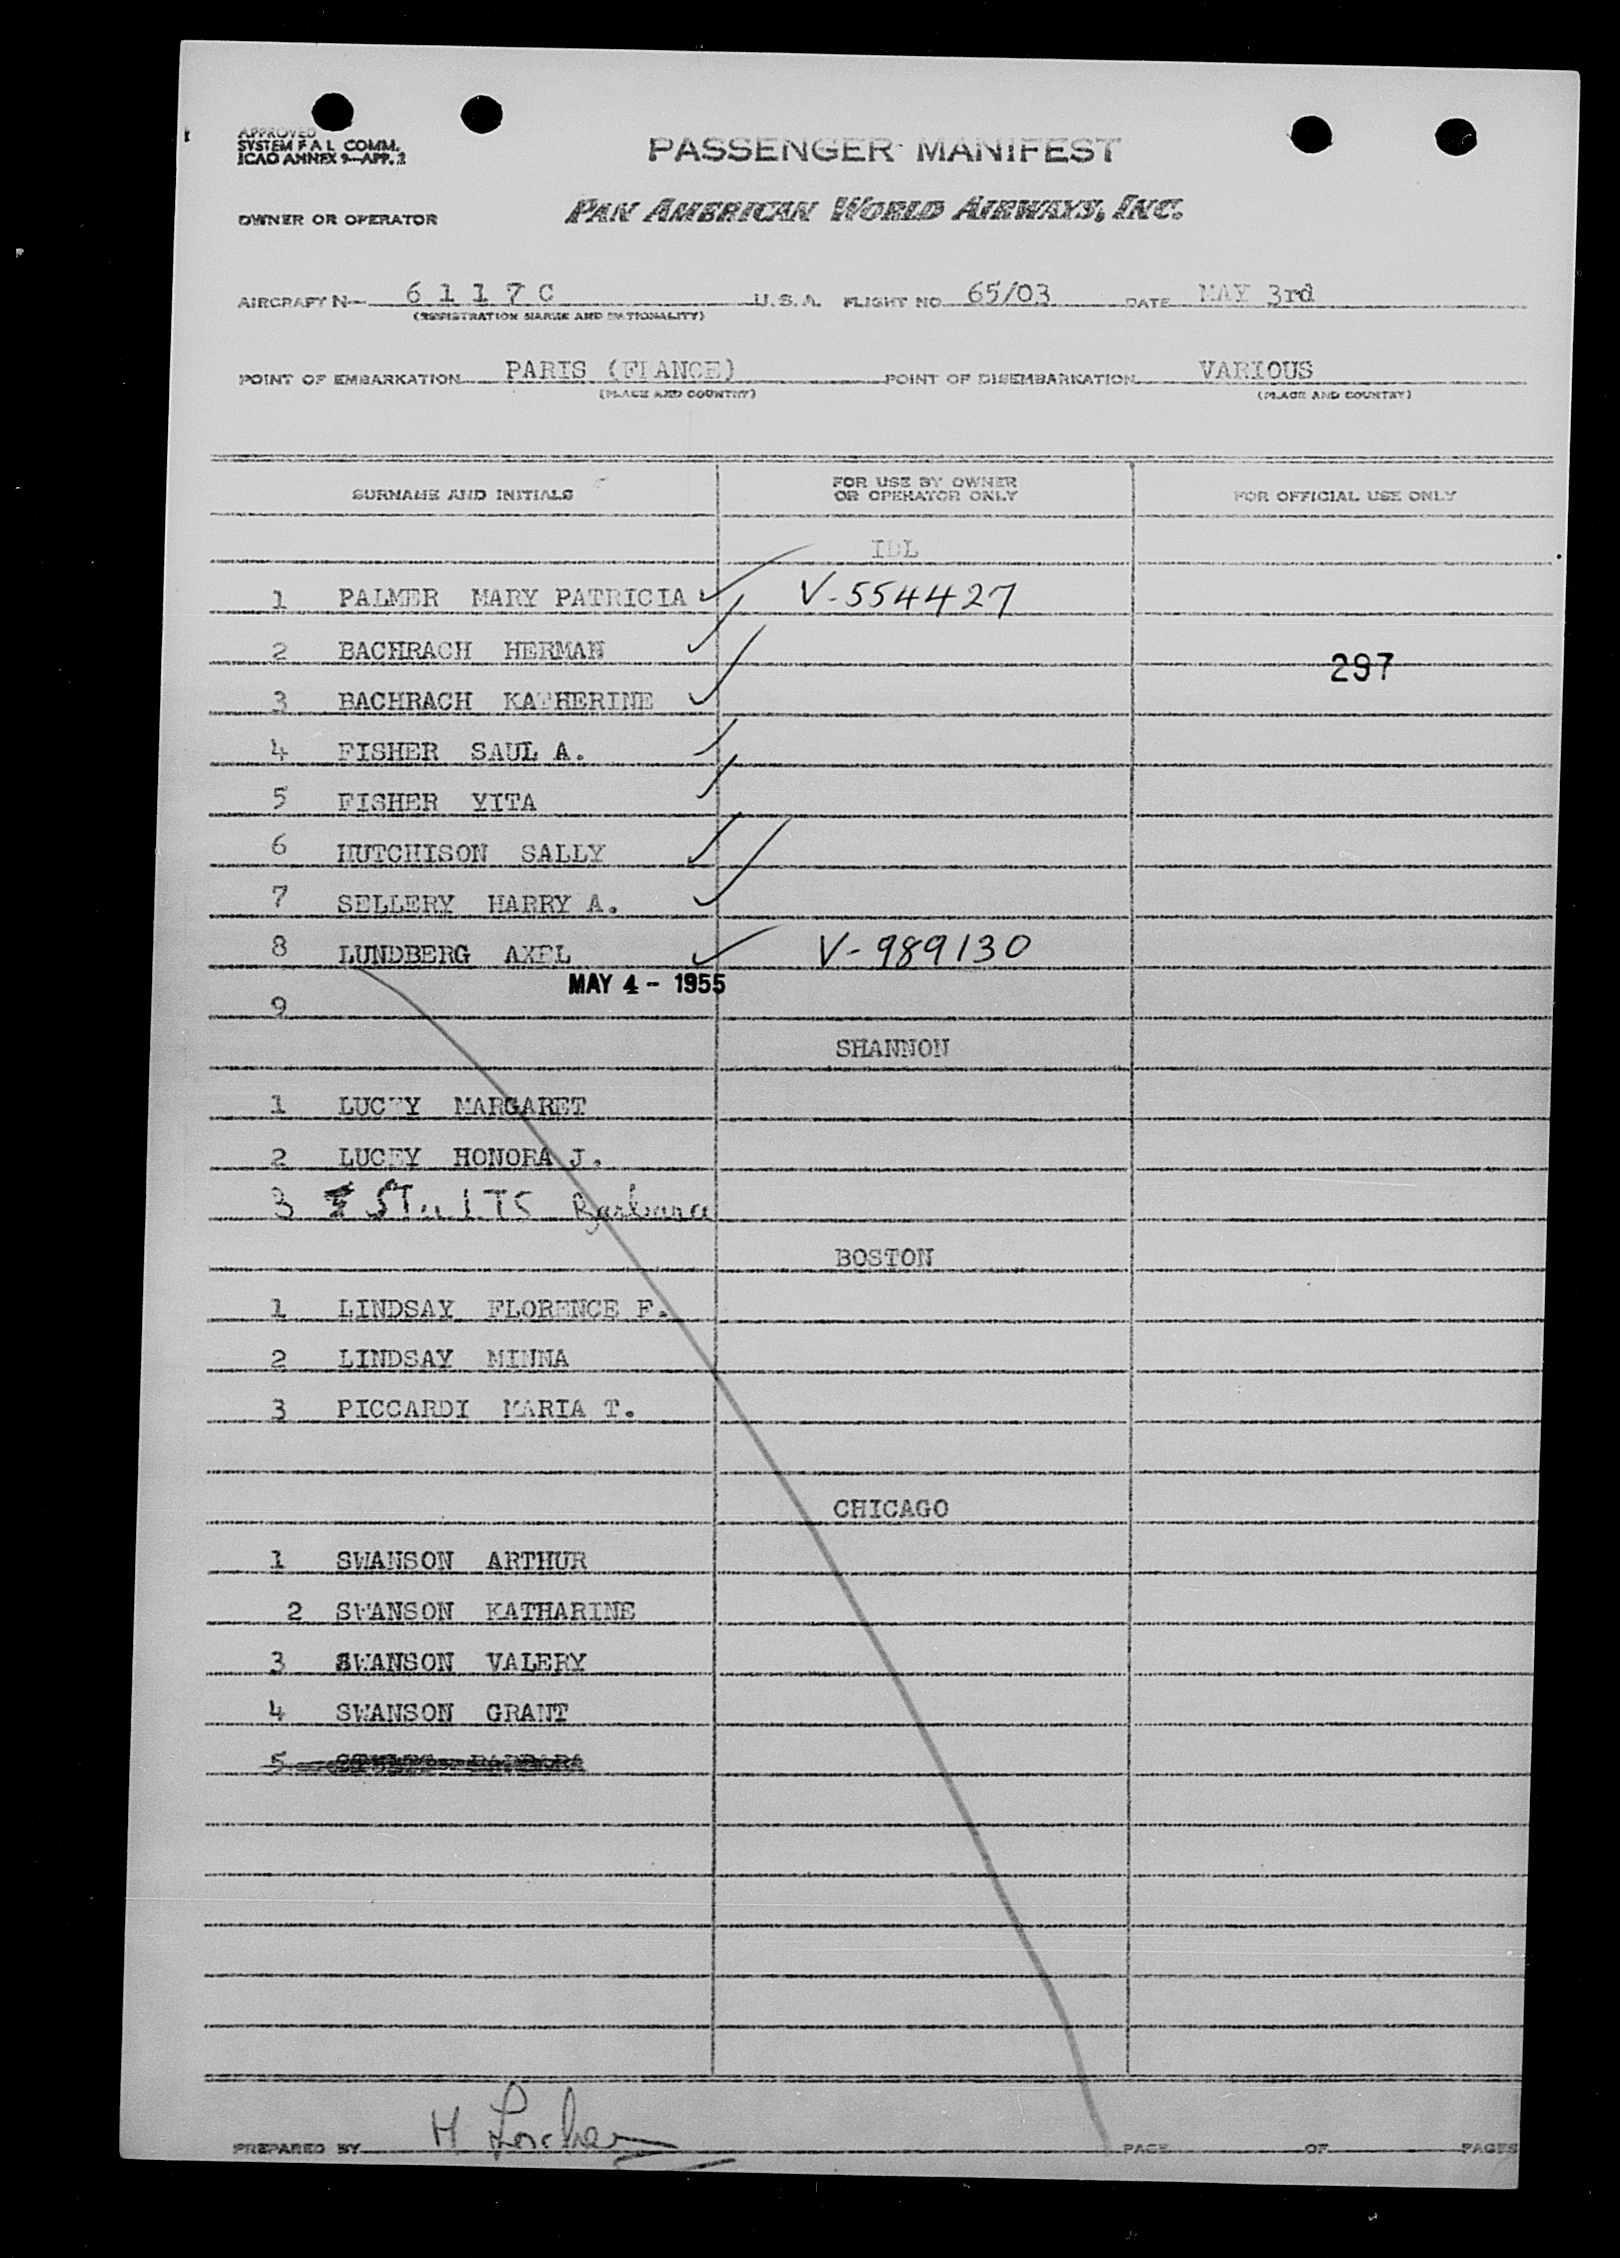 APPROVED
SYSTEM F A L COMM.
ICAO ANNEX 9-APP. 2
PASSENGER MANIFEST
OWNER OR OPERATOR PAN AMERICAN WORLD AIRWAYS, INC.
AIRCRAFT N- 6 1 1 7 C U.S.A. FLIGHT NO 65/03 DATE MAY 3rd
(REGISTRATION MARKS AND NATIONALITY)
POINT OF EMBARKATION PARIS (FRANCE) POINT OF DISEMBARKATION VARIOUS
(PLACE AND COUNTRY) (PLACE AND COUNTRY)
SURNAME AND INITIALS FOR USE BY OWNER OR OPERATOR ONLY FOR OFFICIAL USE ONLY
IDL
1 PALMER MARY PATRICIA V-554427
2 BACHRACH HERMAN 297
3 BACHRACH KATHERINE
4 FISHER SAUL A.
5 FISHER YITA
6 HUTCHISON SALLY
7 SELLERY HARRY A.
8 LUNDBERG AXEL V-989130
MAY 4 - 1955
9
SHANNON
1 LUCEY MARGARET
2 LUCEY HONORA J.
3 STULTS Barbara
BOSTON
1 LINDSAY FLORENCE F.
2 LINDSAY MINNA
3 PICCARDI MARIA T.
CHICAGO
1 SWANSON ARTHUR
2 SWANSON KATHARINE
3 SWANSON VALERY
4 SWANSON GRANT
5
PREPARED BY H PAGE OF PAGES